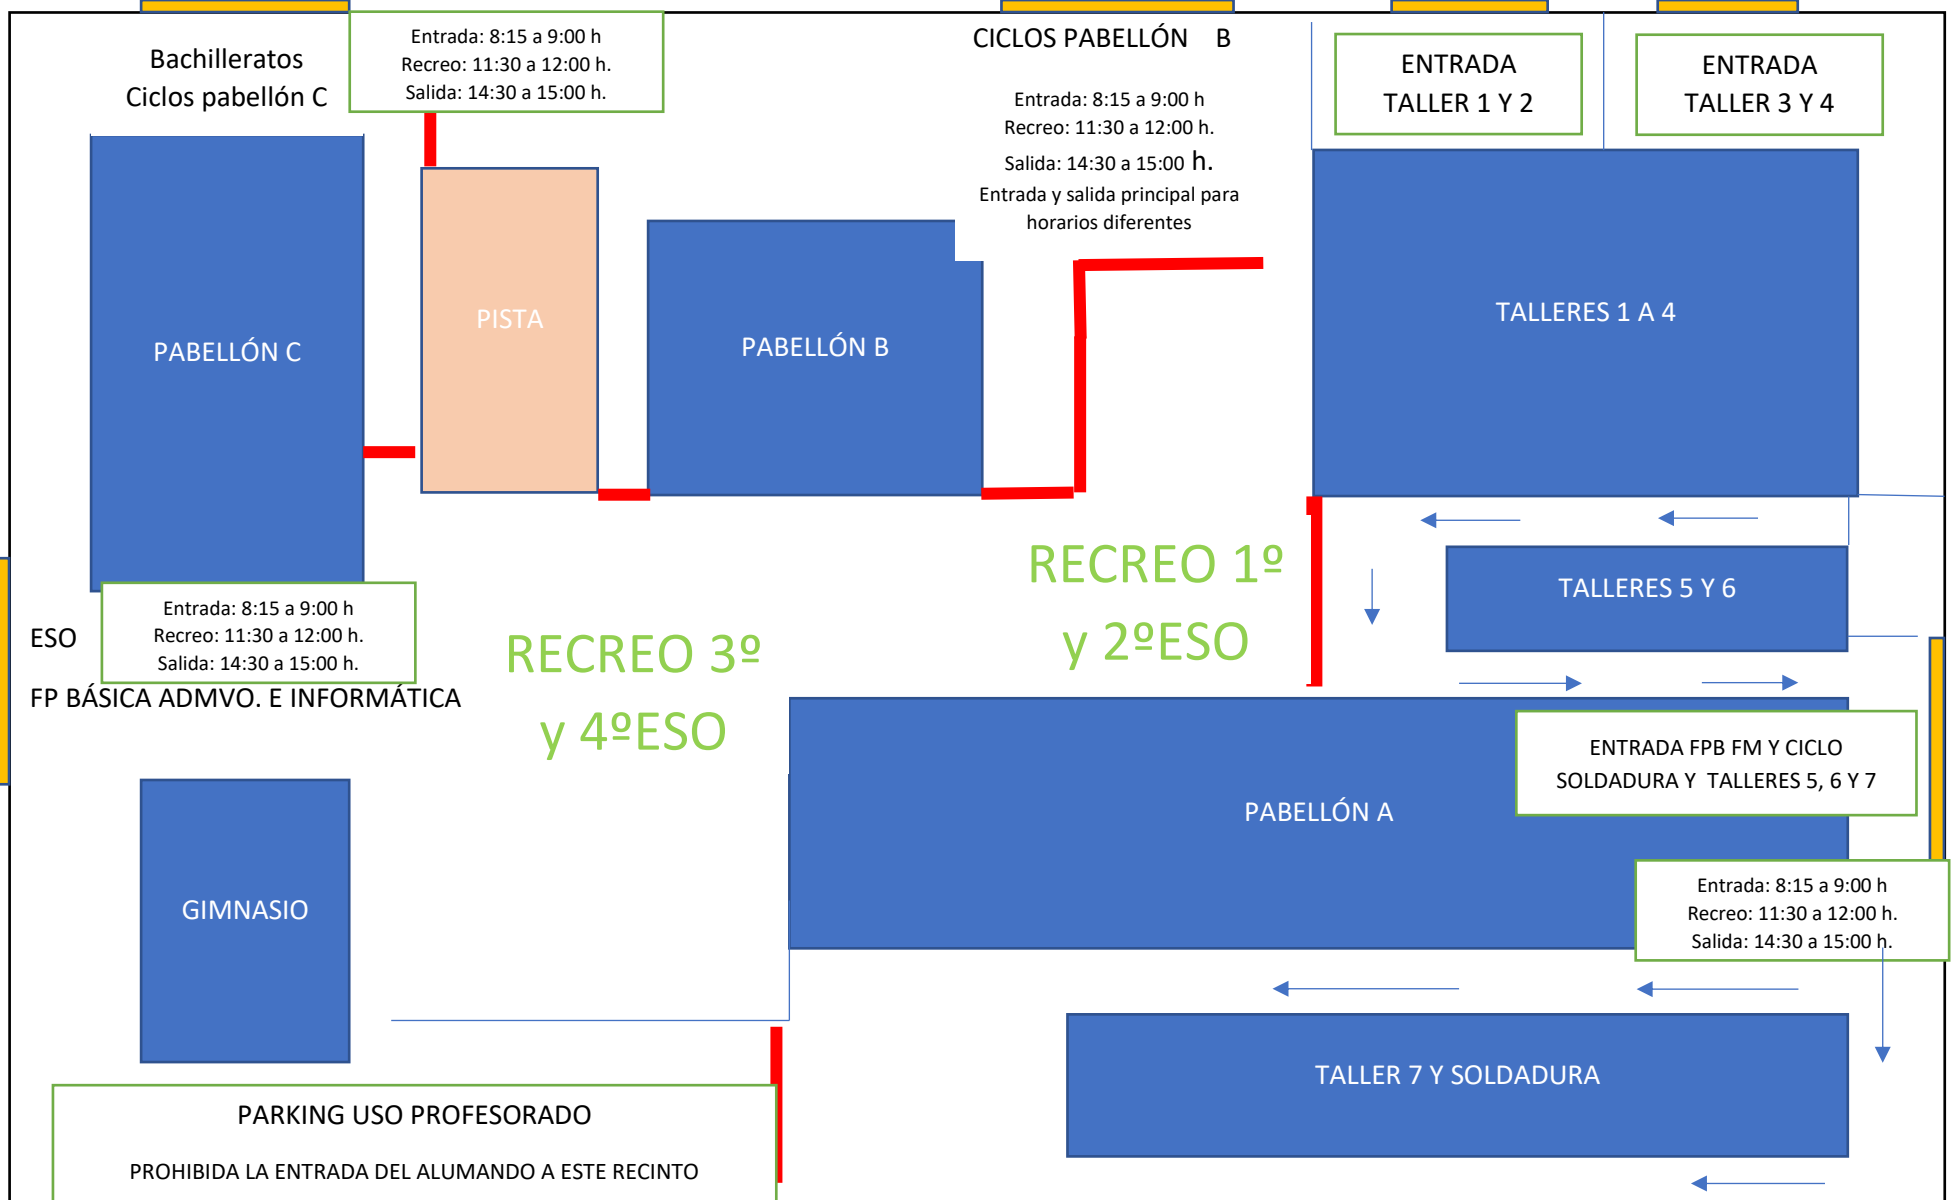 Bachilleratos
Ciclos pabellón C
Entrada: 8:15 a 9:00 h
Recreo: 11:30 a 12:00 h.
Salida: 14:30 a 15:00 h.
CICLOS PABELLÓN B
Entrada: 8:15 a 9:00 h
Recreo: 11:30 a 12:00 h.
Salida: 14:30 a 15:00 h.
Entrada y salida principal para
horarios diferentes
ENTRADA
TALLER 1 Y 2
ENTRADA
TALLER 3 Y 4
PABELLÓN C
PISTA
PABELLÓN B
TALLERES 1 A 4
RECREO 1º
y 2ºESO
TALLERES 5 Y 6
ESO
Entrada: 8:15 a 9:00 h
Recreo: 11:30 a 12:00 h.
Salida: 14:30 a 15:00 h.
FP BÁSICA ADMVO. E INFORMÁTICA
RECREO 3º
y 4ºESO
ENTRADA FPB FM Y CICLO
SOLDADURA Y TALLERES 5, 6 Y 7
PABELLÓN A
GIMNASIO
Entrada: 8:15 a 9:00 h
Recreo: 11:30 a 12:00 h.
Salida: 14:30 a 15:00 h.
TALLER 7 Y SOLDADURA
PARKING USO PROFESORADO
PROHIBIDA LA ENTRADA DEL ALUMANDO A ESTE RECINTO